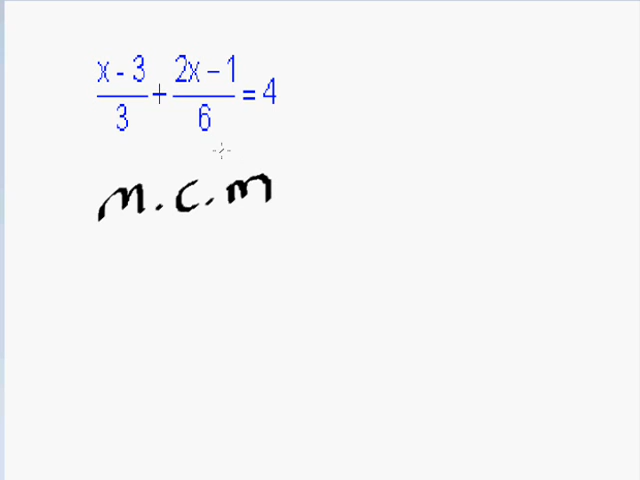 x - 3/3 + 2x – 1/6 = 4
m.c.m